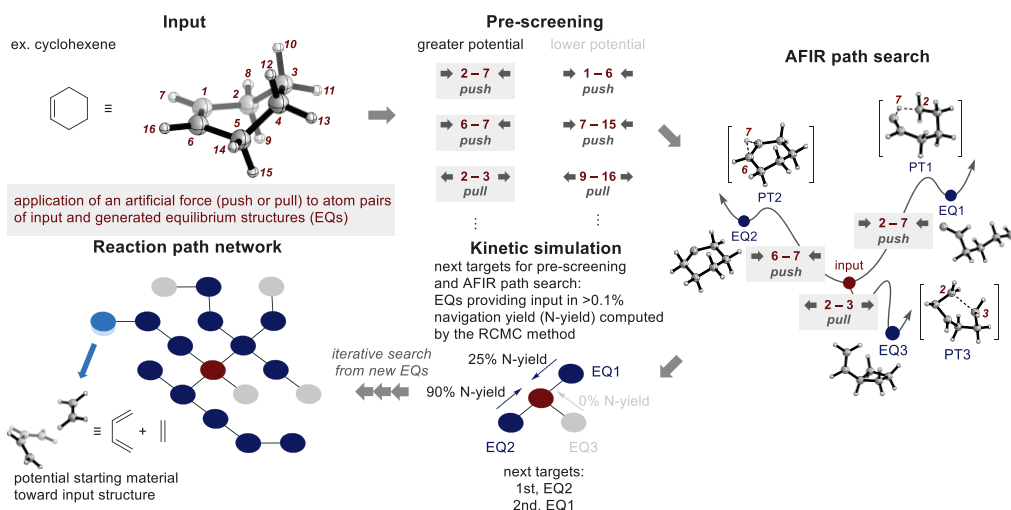 Input
ex. cyclohexene
≡
10
12
3
8
11
7
1
2
4
13
16
5
6
14
9
15
application of an artificial force (push or pull) to atom pairs
of input and generated equilibrium structures (EQs)
Pre-screening
greater potential
lower potential
2 – 7
push
1 – 6
push
6 – 7
push
7 – 15
push
2 – 3
pull
9 – 16
pull
⋮
⋮
AFIR path search
7
2
PT1
7
6
PT2
EQ1
EQ2
2 – 7
push
6 – 7
push
input
2 – 3
pull
EQ3
2
3
PT3
Kinetic simulation
next targets for pre-screening
and AFIR path search:
EQs providing input in >0.1%
navigation yield (N-yield) computed
by the RCMC method
25% N-yield
EQ1
90% N-yield
0% N-yield
EQ2
EQ3
next targets:
1st, EQ2
2nd, EQ1
iterative search
from new EQs
Reaction path network
≡
+
potential starting material
toward input structure